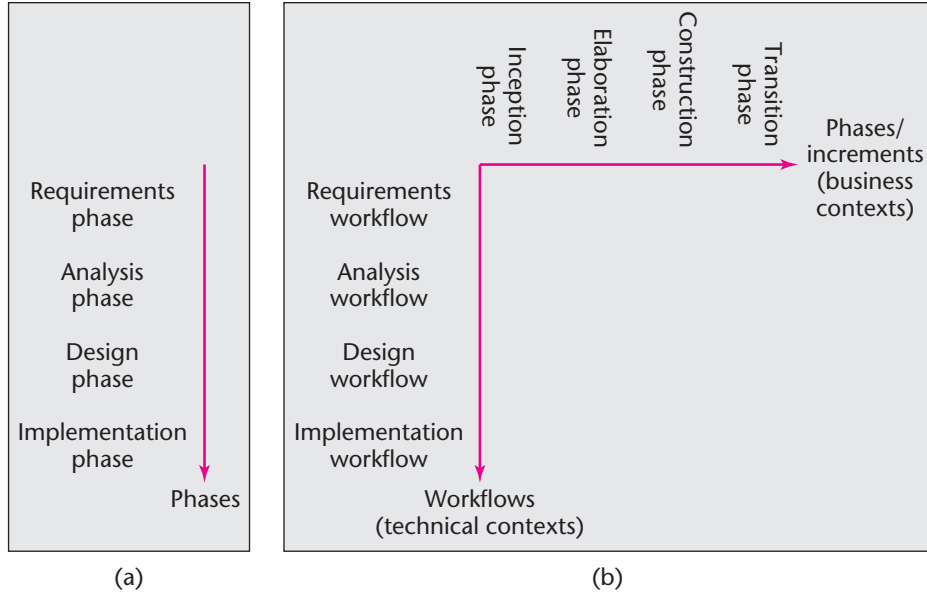 Requirements
phase
Analysis
phase
Design
phase
Implementation
phase
Phases
(a)
Inception
phase
Elaboration
phase
Construction
phase
Transition
phase
Phases/
increments
(business
contexts)
Requirements
workflow
Analysis
workflow
Design
workflow
Implementation
workflow
Workflows
(technical contexts)
(b)